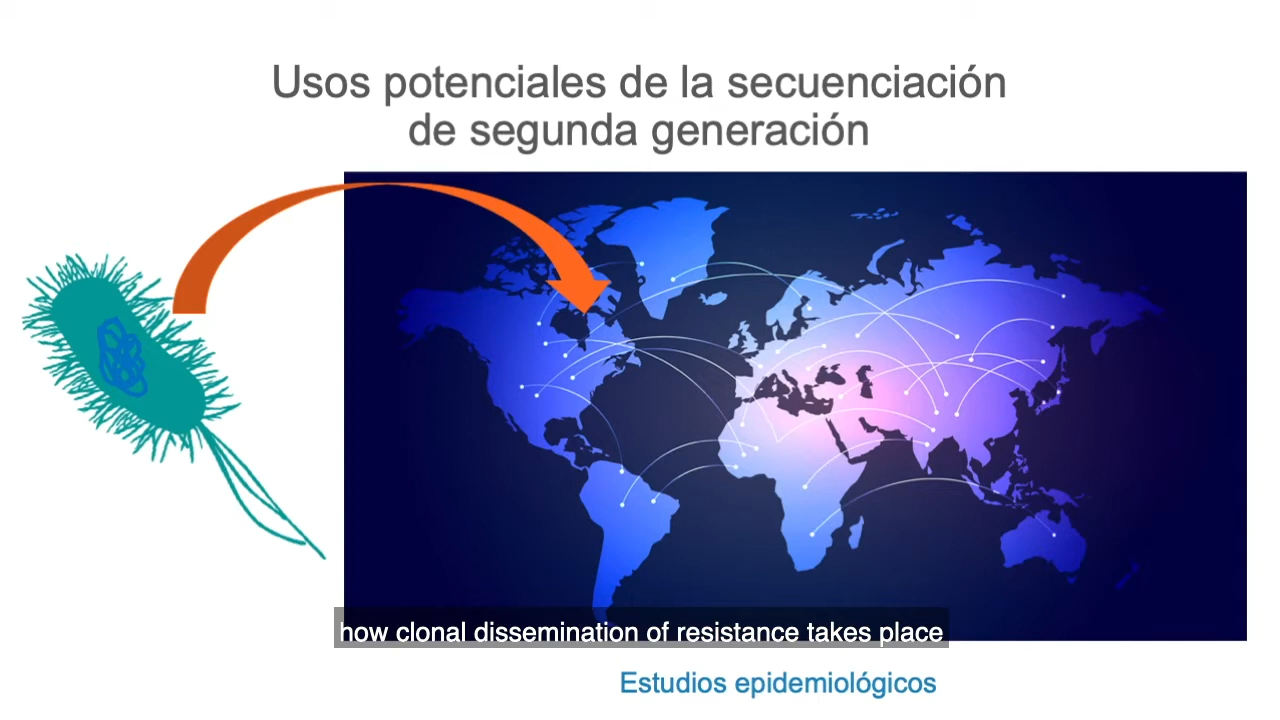 Usos potenciales de la secuenciación
de segunda generación
how clonal dissemination of resistance takes place
Estudios epidemiológicos